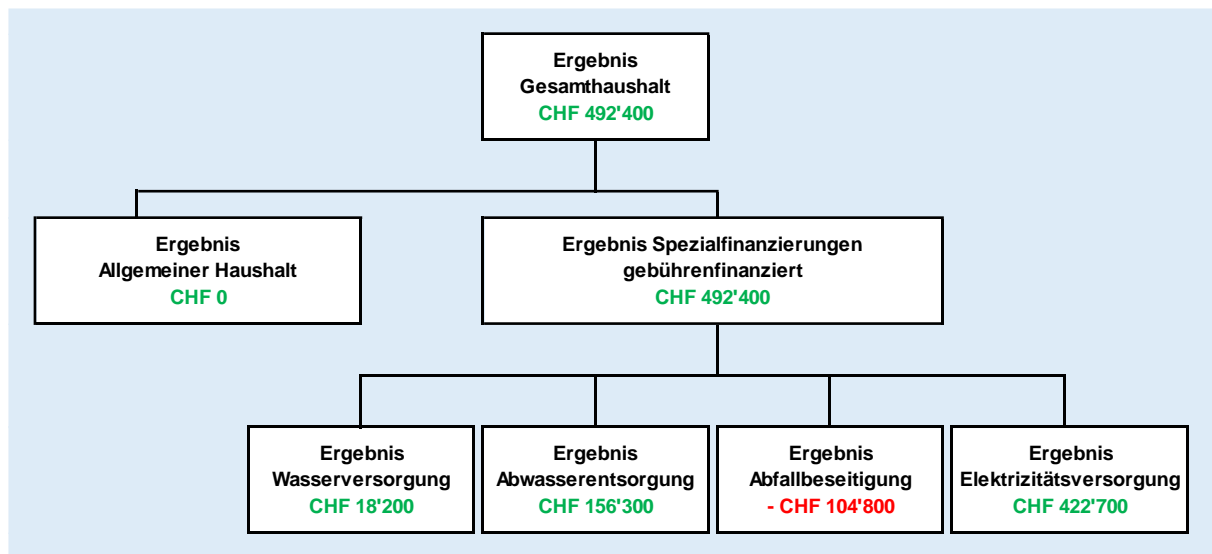 Ergebnis
Gesamthaushalt
CHF 492'400
Ergebnis
Allgemeiner Haushalt
CHF 0
Ergebnis Spezialfinanzierungen
gebührenfinanziert
CHF 492'400
Ergebnis
Wasserversorgung
CHF 18'200
Ergebnis
Abwasserentsorgung
CHF 156'300
Ergebnis
Abfallbeseitigung
- CHF 104'800
Ergebnis
Elektrizitätsversorgung
CHF 422'700